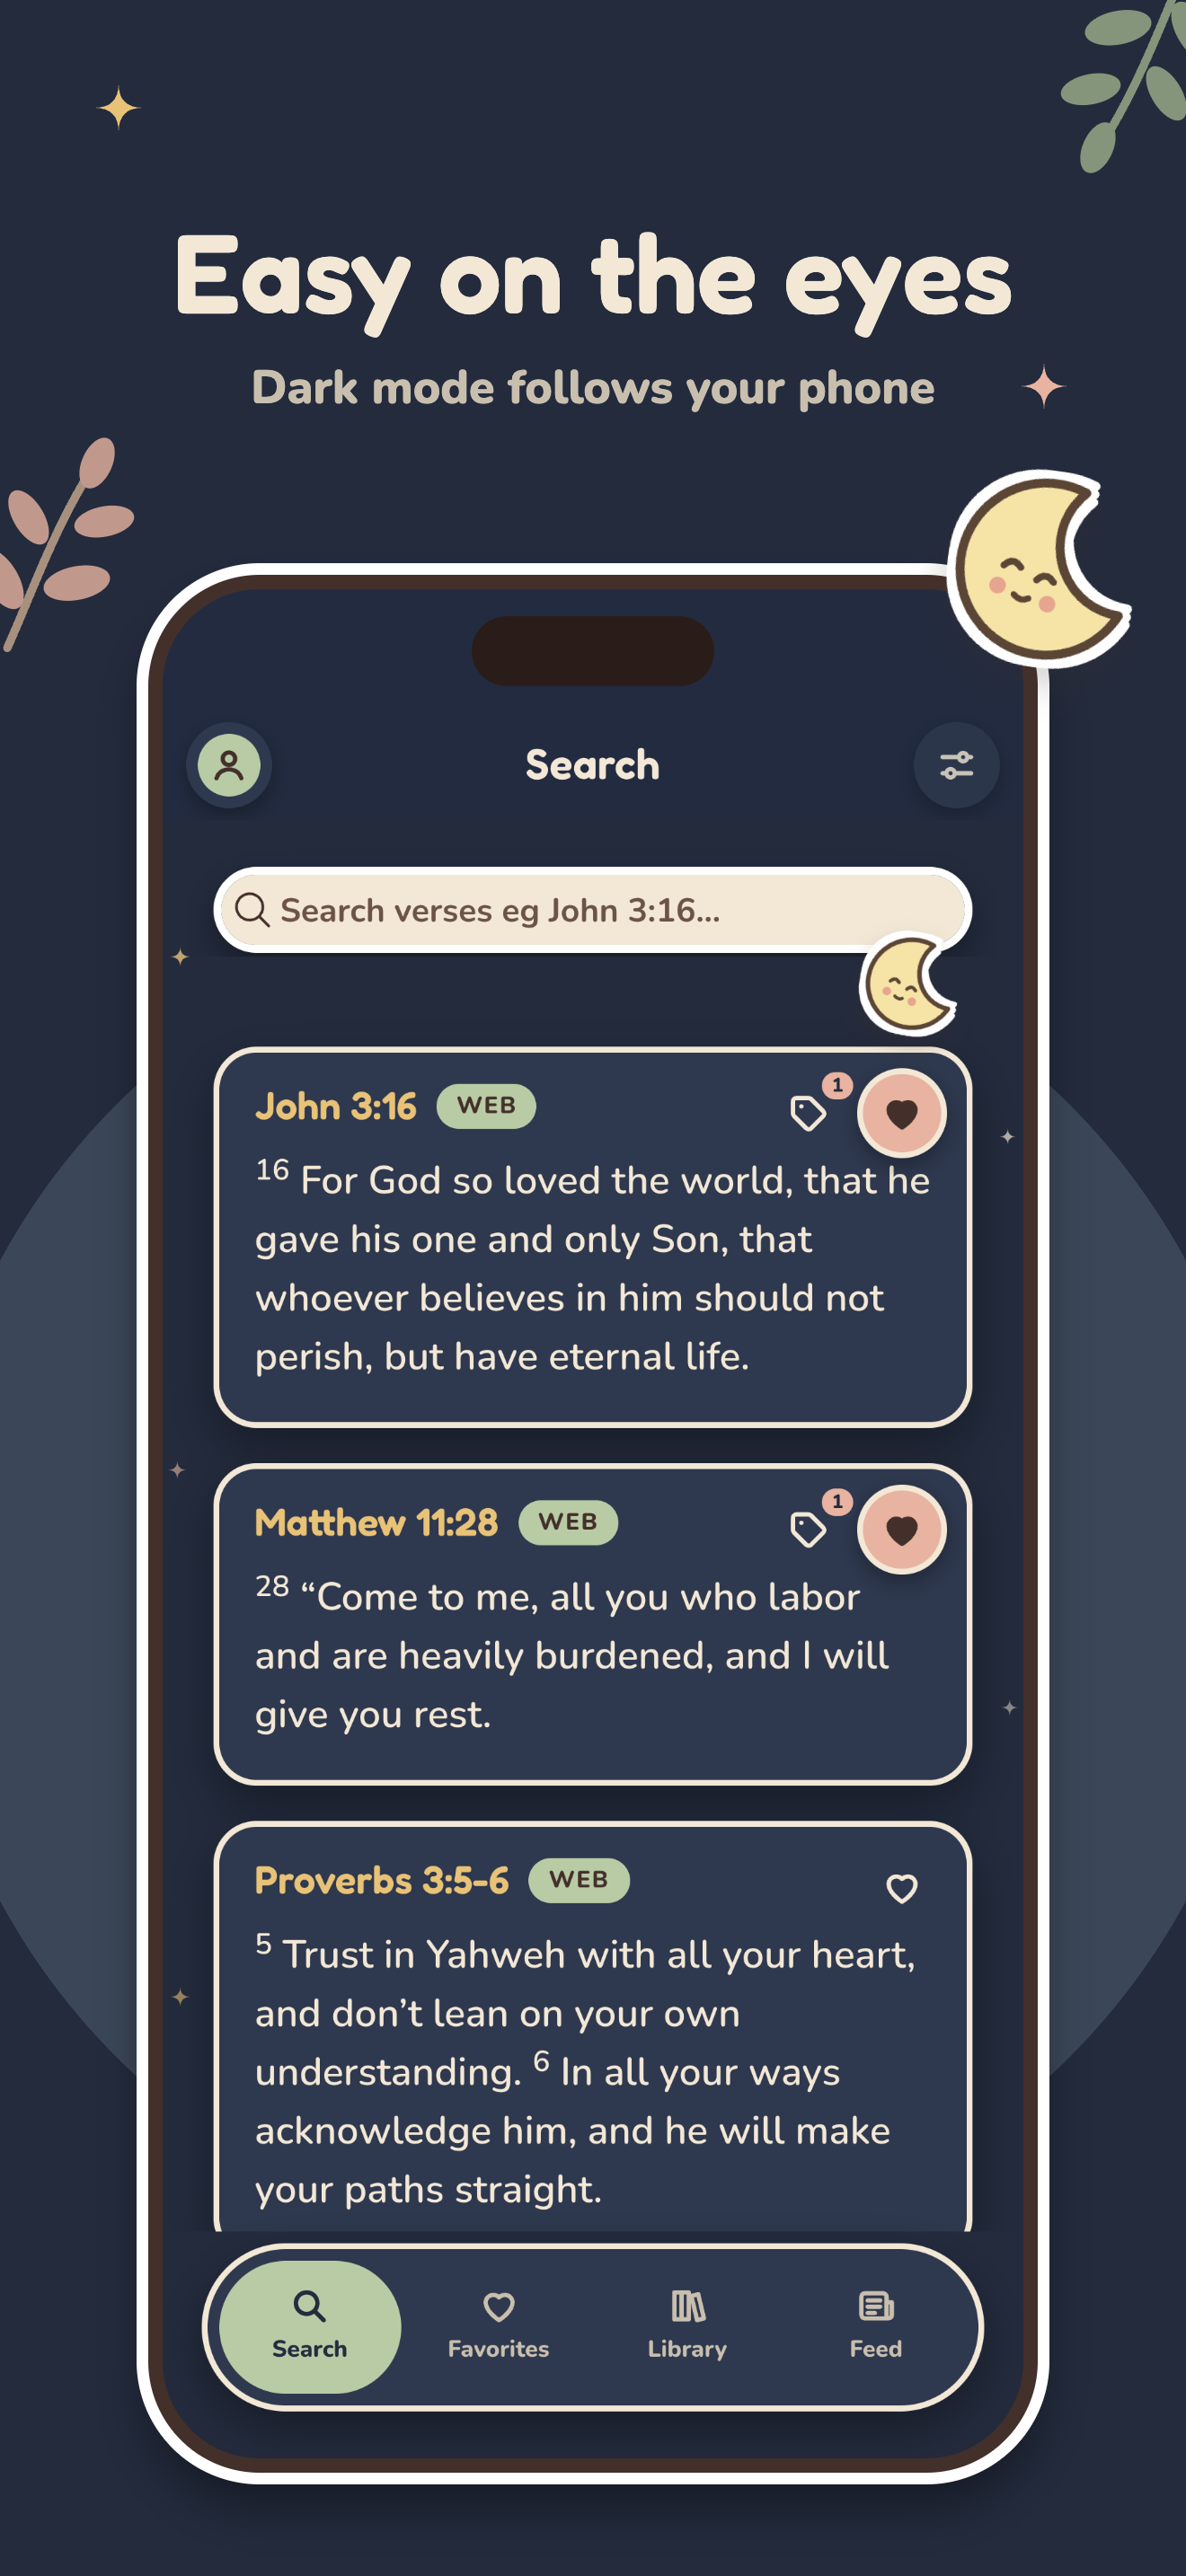 Easy on the eyes
Dark mode follows your phone
Search
Search verses eg John 3:16...
John 3:16 WEB 1
16 For God so loved the world, that he
gave his one and only Son, that
whoever believes in him should not
perish, but have eternal life.
Matthew 11:28 WEB 1
28 “Come to me, all you who labor
and are heavily burdened, and I will
give you rest.
Proverbs 3:5-6 WEB
5 Trust in Yahweh with all your heart,
and don’t lean on your own
understanding. 6 In all your ways
acknowledge him, and he will make
your paths straight.
Search Favorites Library Feed